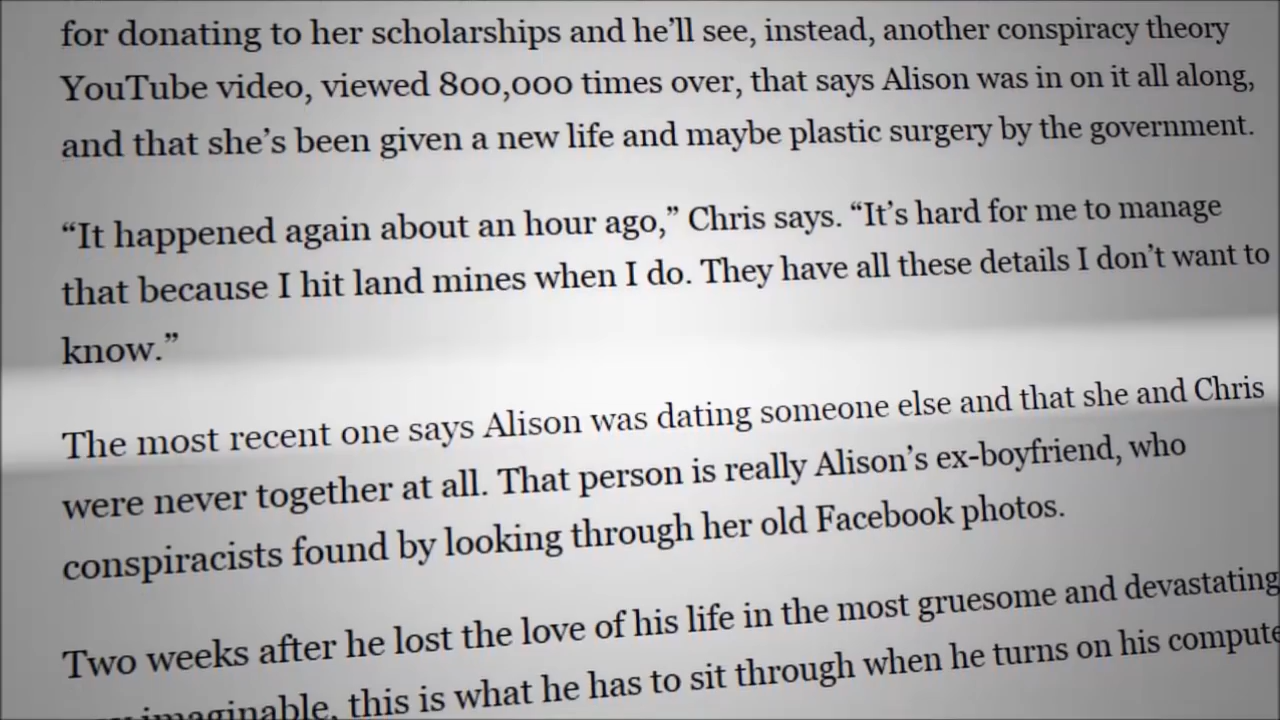 for donating to her scholarships and he’ll see, instead, another conspiracy theory
YouTube video, viewed 800,000 times over, that says Alison was in on it all along,
and that she’s been given a new life and maybe plastic surgery by the government.
“It happened again about an hour ago,” Chris says. “It’s hard for me to manage
that because I hit land mines when I do. They have all these details I don’t want to
know.”
The most recent one says Alison was dating someone else and that she and Chris
were never together at all. That person is really Alison’s ex-boyfriend, who
conspiracists found by looking through her old Facebook photos.
Two weeks after he lost the love of his life in the most gruesome and devastating
imaginable, this is what he has to sit through when he turns on his compute